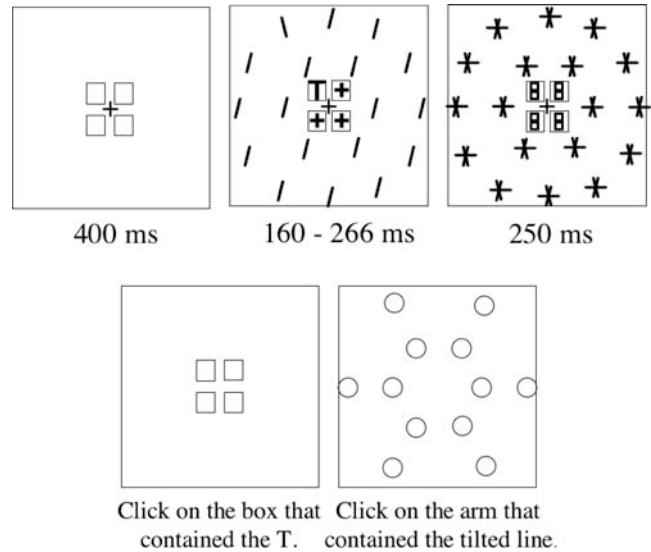 T
400 ms
160 - 266 ms
250 ms
Click on the box that
contained the T.
Click on the arm that
contained the tilted line.